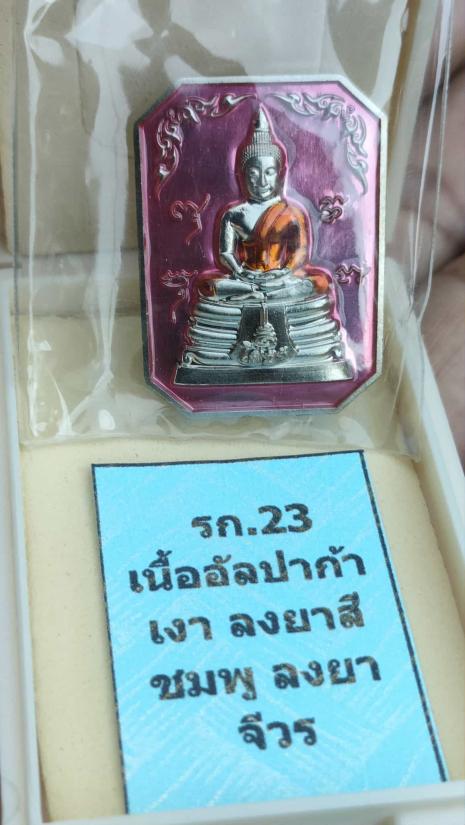 รก.23
เนื้ออัลปาก้า
เงา ลงยาสี
ชมพู ลงยา
จีวร